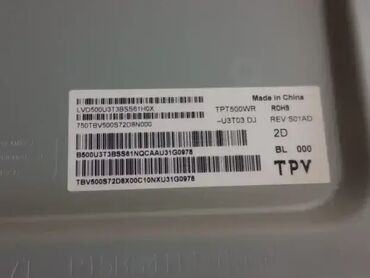 Made in China
LVD500U3T3BSS61H0X
TPT500WR
ROHS
-U3T03.DJ
REV:S01AD
750TBV500S72D8N000
2D
BL 000
B500U3T3BSS61NQCAAU31G0978
TPV
TBV500S72D8X00C10NXU31G0978